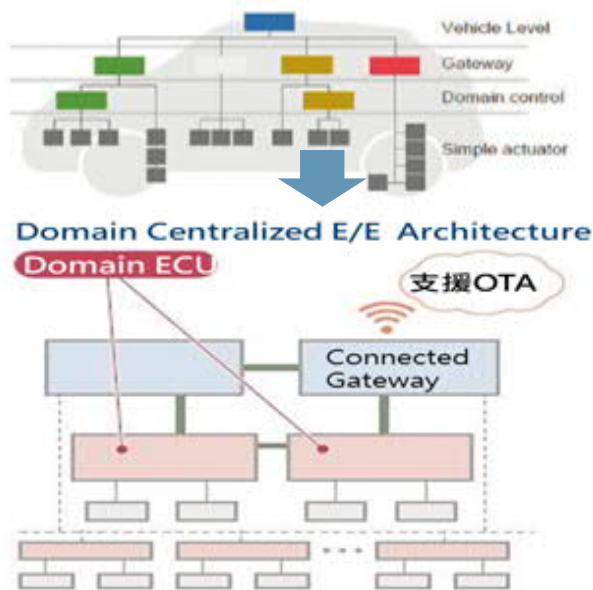 Vehicle Level
Gateway
Domain control
Simple actuator
Domain Centralized E/E Architecture
Domain ECU
支援OTA
Connected
Gateway